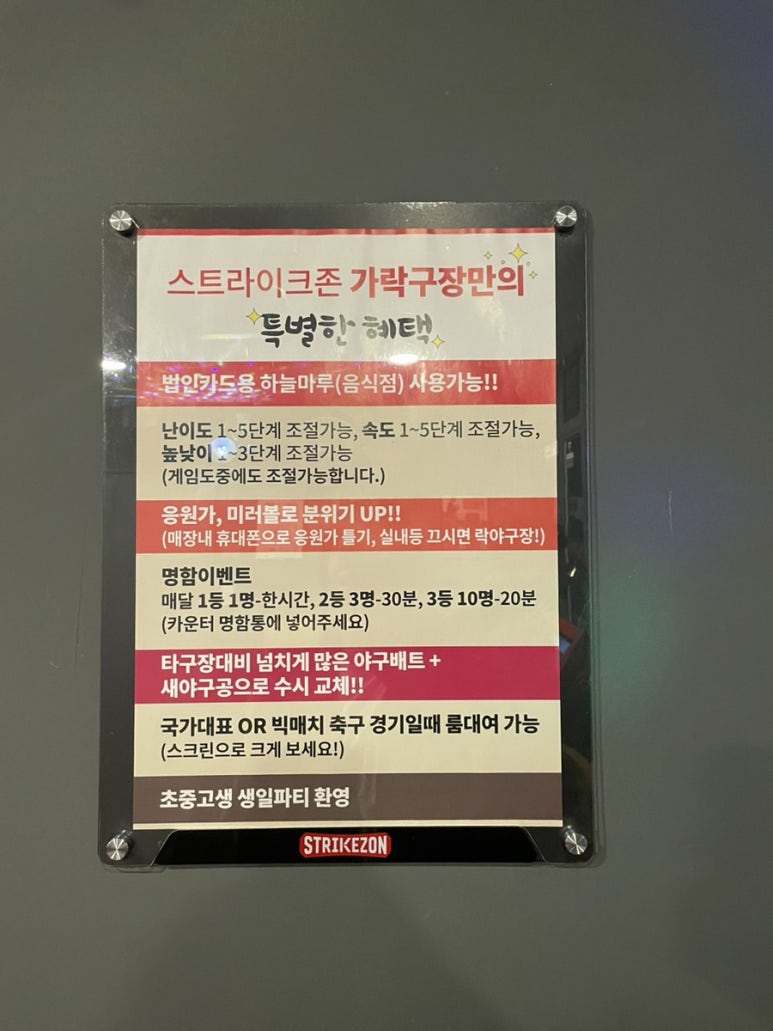 스트라이크존 가락구장만의
특별한 혜택
법인카드용 하늘마루(음식점) 사용가능!!
난이도 1~5단계 조절가능, 속도 1~5단계 조절가능,
높낮이 1~3단계 조절가능
(게임도중에도 조절가능합니다.)
응원가, 미러볼로 분위기 UP!!
(매장내 휴대폰으로 응원가 틀기, 실내등 끄시면 락야구장!)
명함이벤트
매달 1등 1명-한시간, 2등 3명-30분, 3등 10명-20분
(카운터 명함통에 넣어주세요)
타구장대비 넘치게 많은 야구배트 +
새야구공으로 수시 교체!!
국가대표 OR 빅매치 축구 경기일때 룸대여 가능
(스크린으로 크게 보세요!)
초중고생 생일파티 환영
STRIKEZON